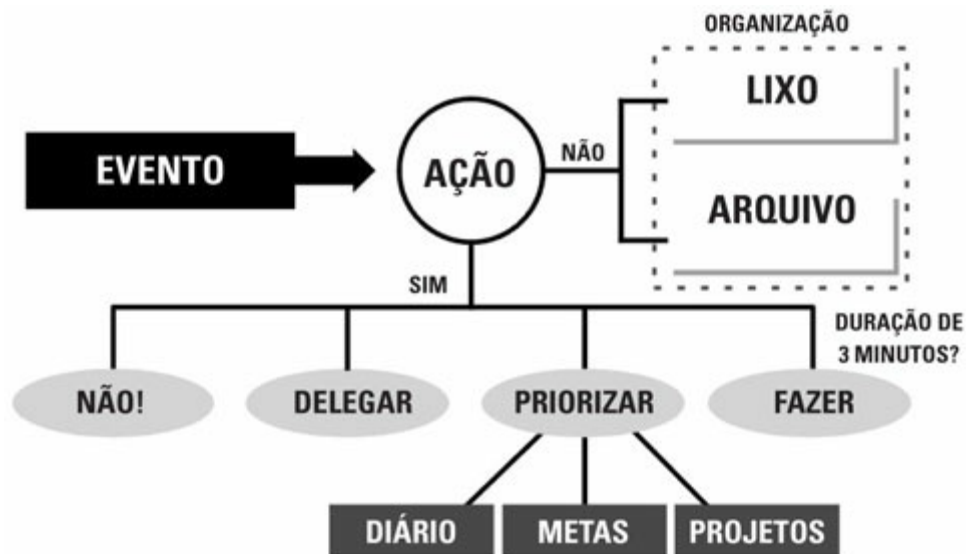 ORGANIZAÇÃO
LIXO
EVENTO
AÇÃO
NÃO
ARQUIVO
SIM
DURAÇÃO DE
3 MINUTOS?
NÃO!
DELEGAR
PRIORIZAR
FAZER
DIÁRIO
METAS
PROJETOS